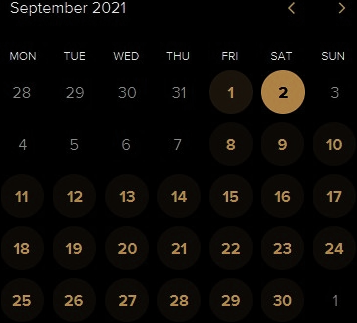 September 2021
MON TUE WED THU FRI SAT SUN
28 29 30 31 1 2 3
4 5 6 7 8 9 10
11 12 13 14 15 16 17
18 19 20 21 22 23 24
25 26 27 28 29 30 1